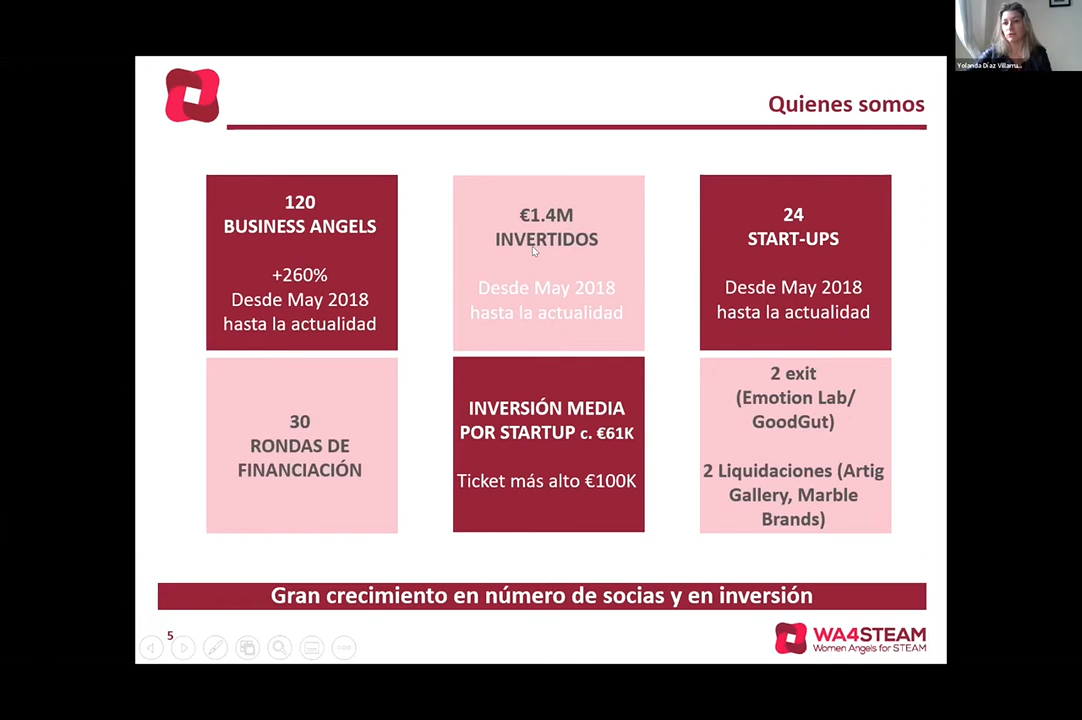 Yolanda Díaz Villarru...
Quienes somos
120
BUSINESS ANGELS
+260%
Desde May 2018
hasta la actualidad
€1.4M
INVERTIDOS
Desde May 2018
hasta la actualidad
24
START-UPS
Desde May 2018
hasta la actualidad
30
RONDAS DE
FINANCIACIÓN
INVERSIÓN MEDIA
POR STARTUP c. €61K
Ticket más alto €100K
2 exit
(Emotion Lab/
GoodGut)
2 Liquidaciones (Artig
Gallery, Marble
Brands)
Gran crecimiento en número de socias y en inversión
5
WA4STEAM
Women Angels for STEAM